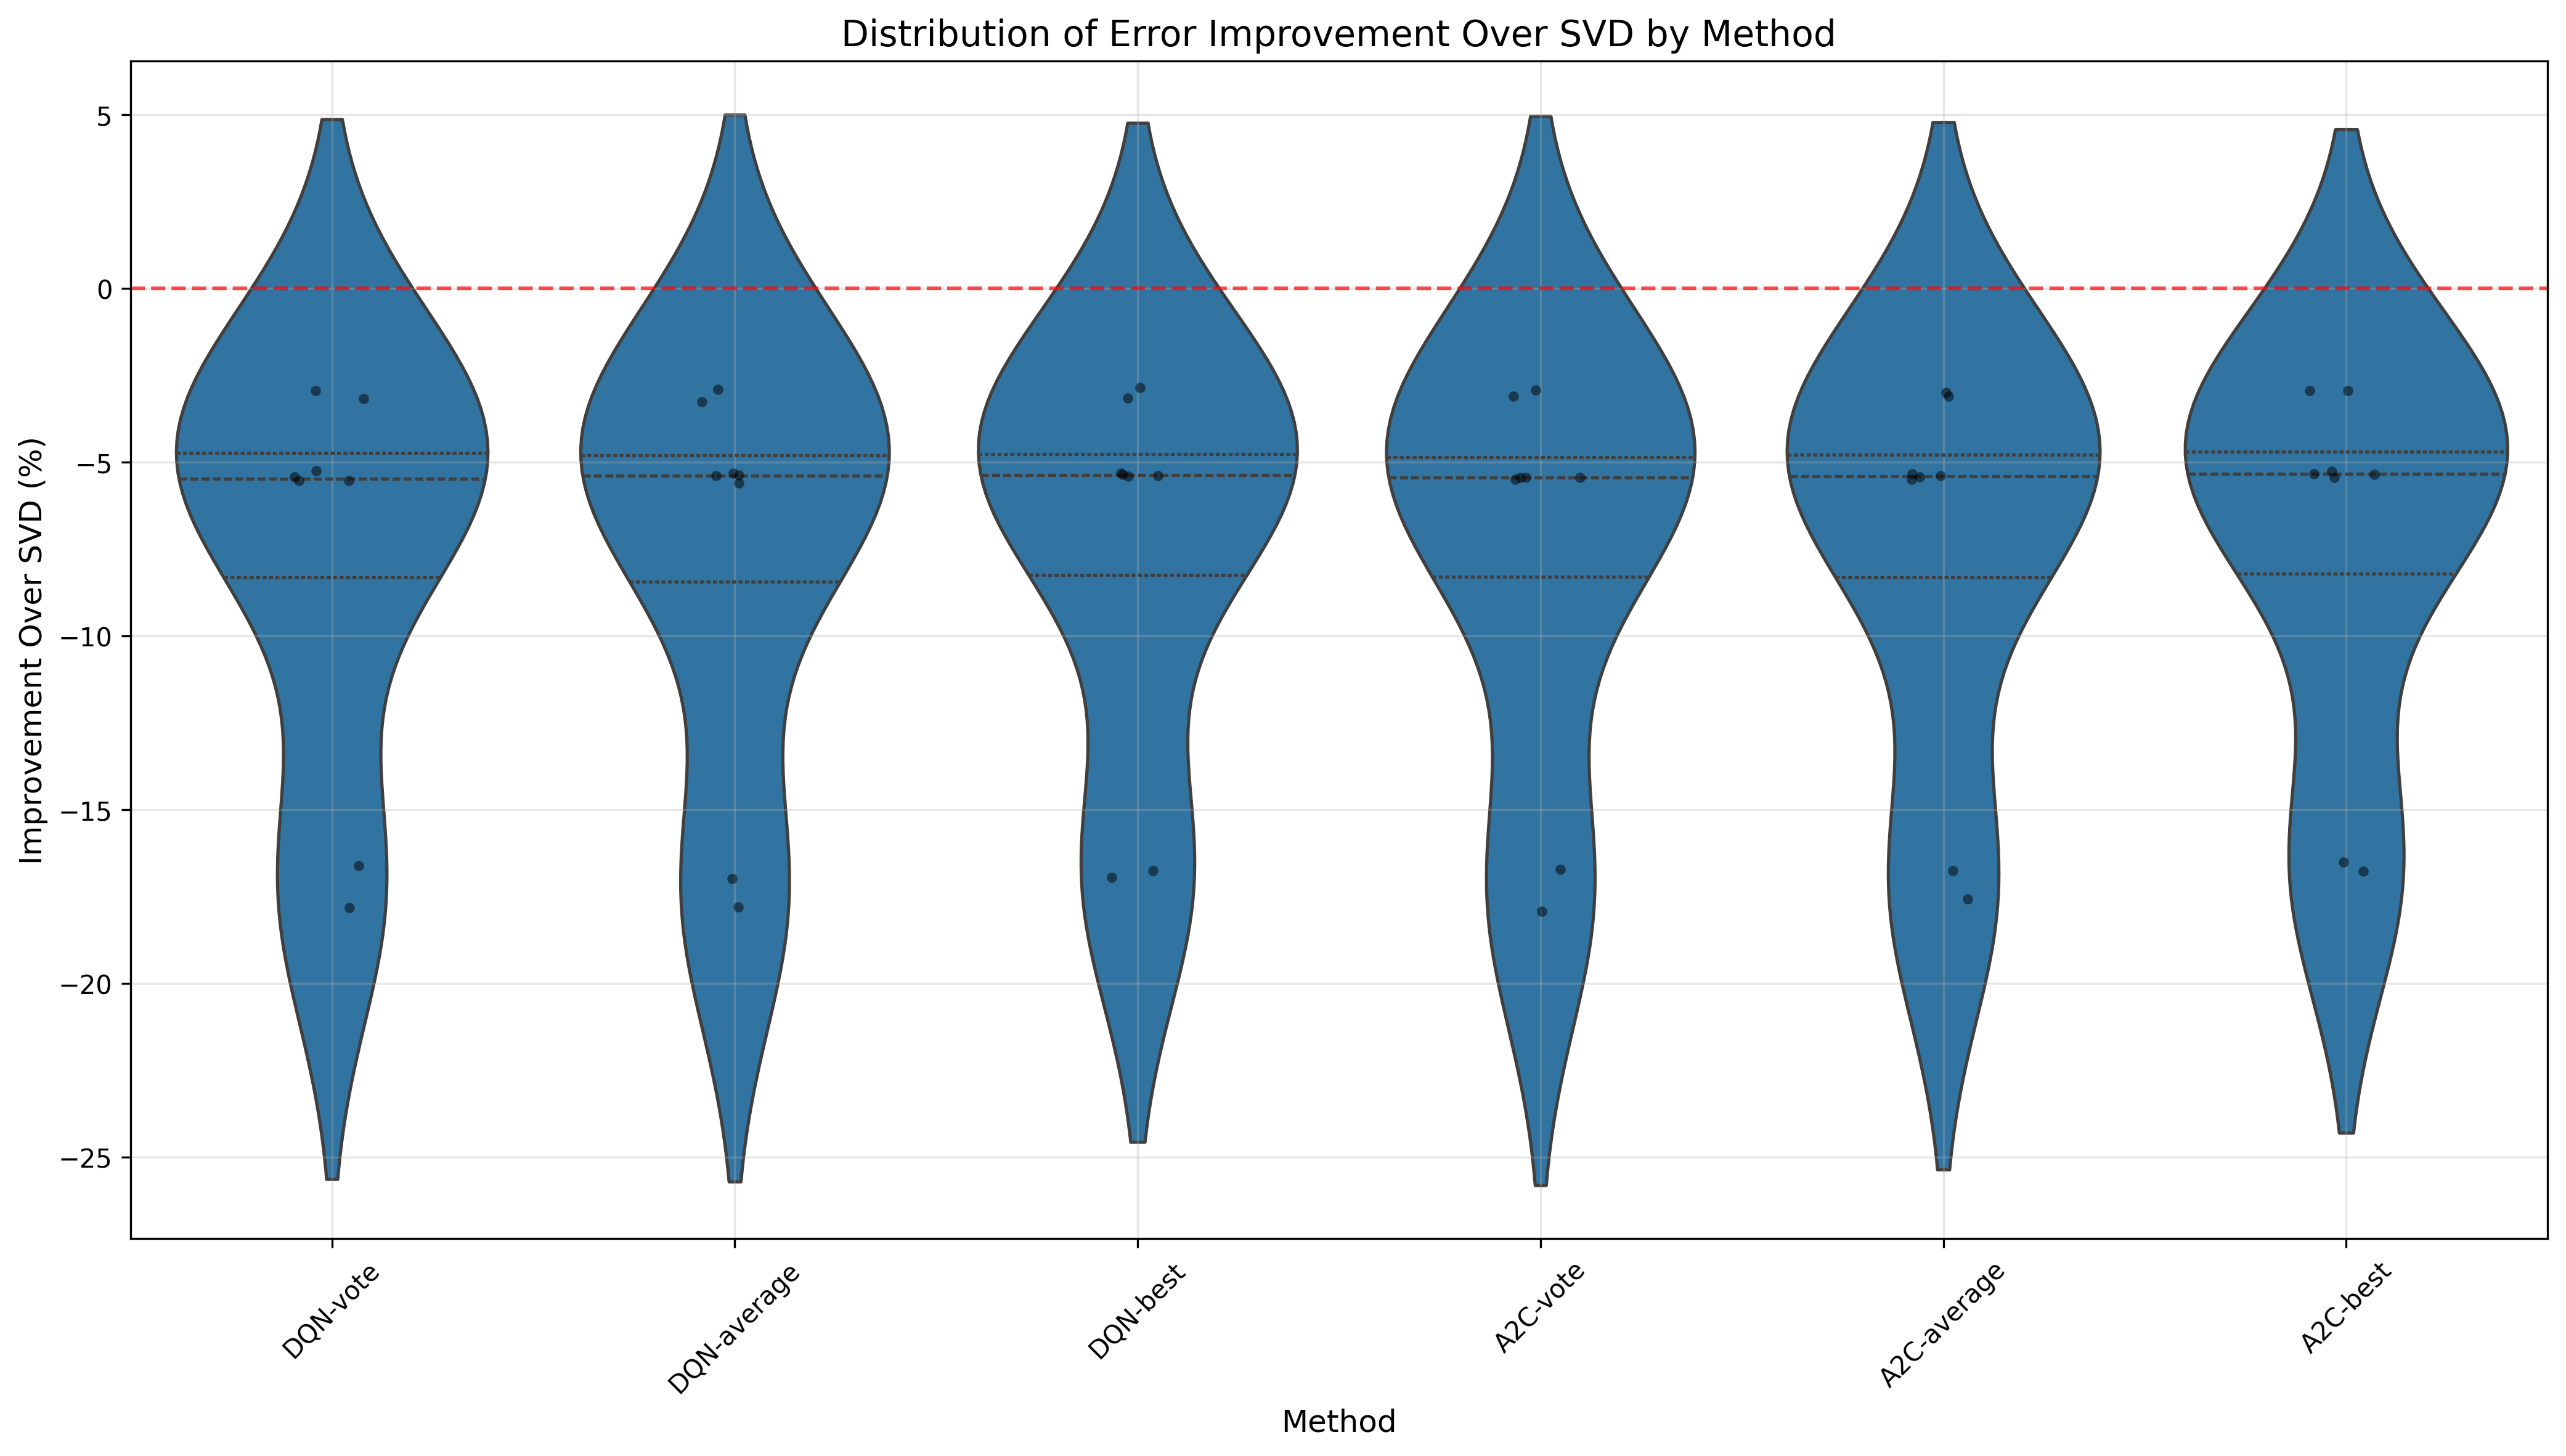 Distribution of Error Improvement Over SVD by Method
Improvement Over SVD (%)
5
0
−5
−10
−15
−20
−25
DQN-vote
DQN-average
DQN-best
A2C-vote
A2C-average
A2C-best
Method